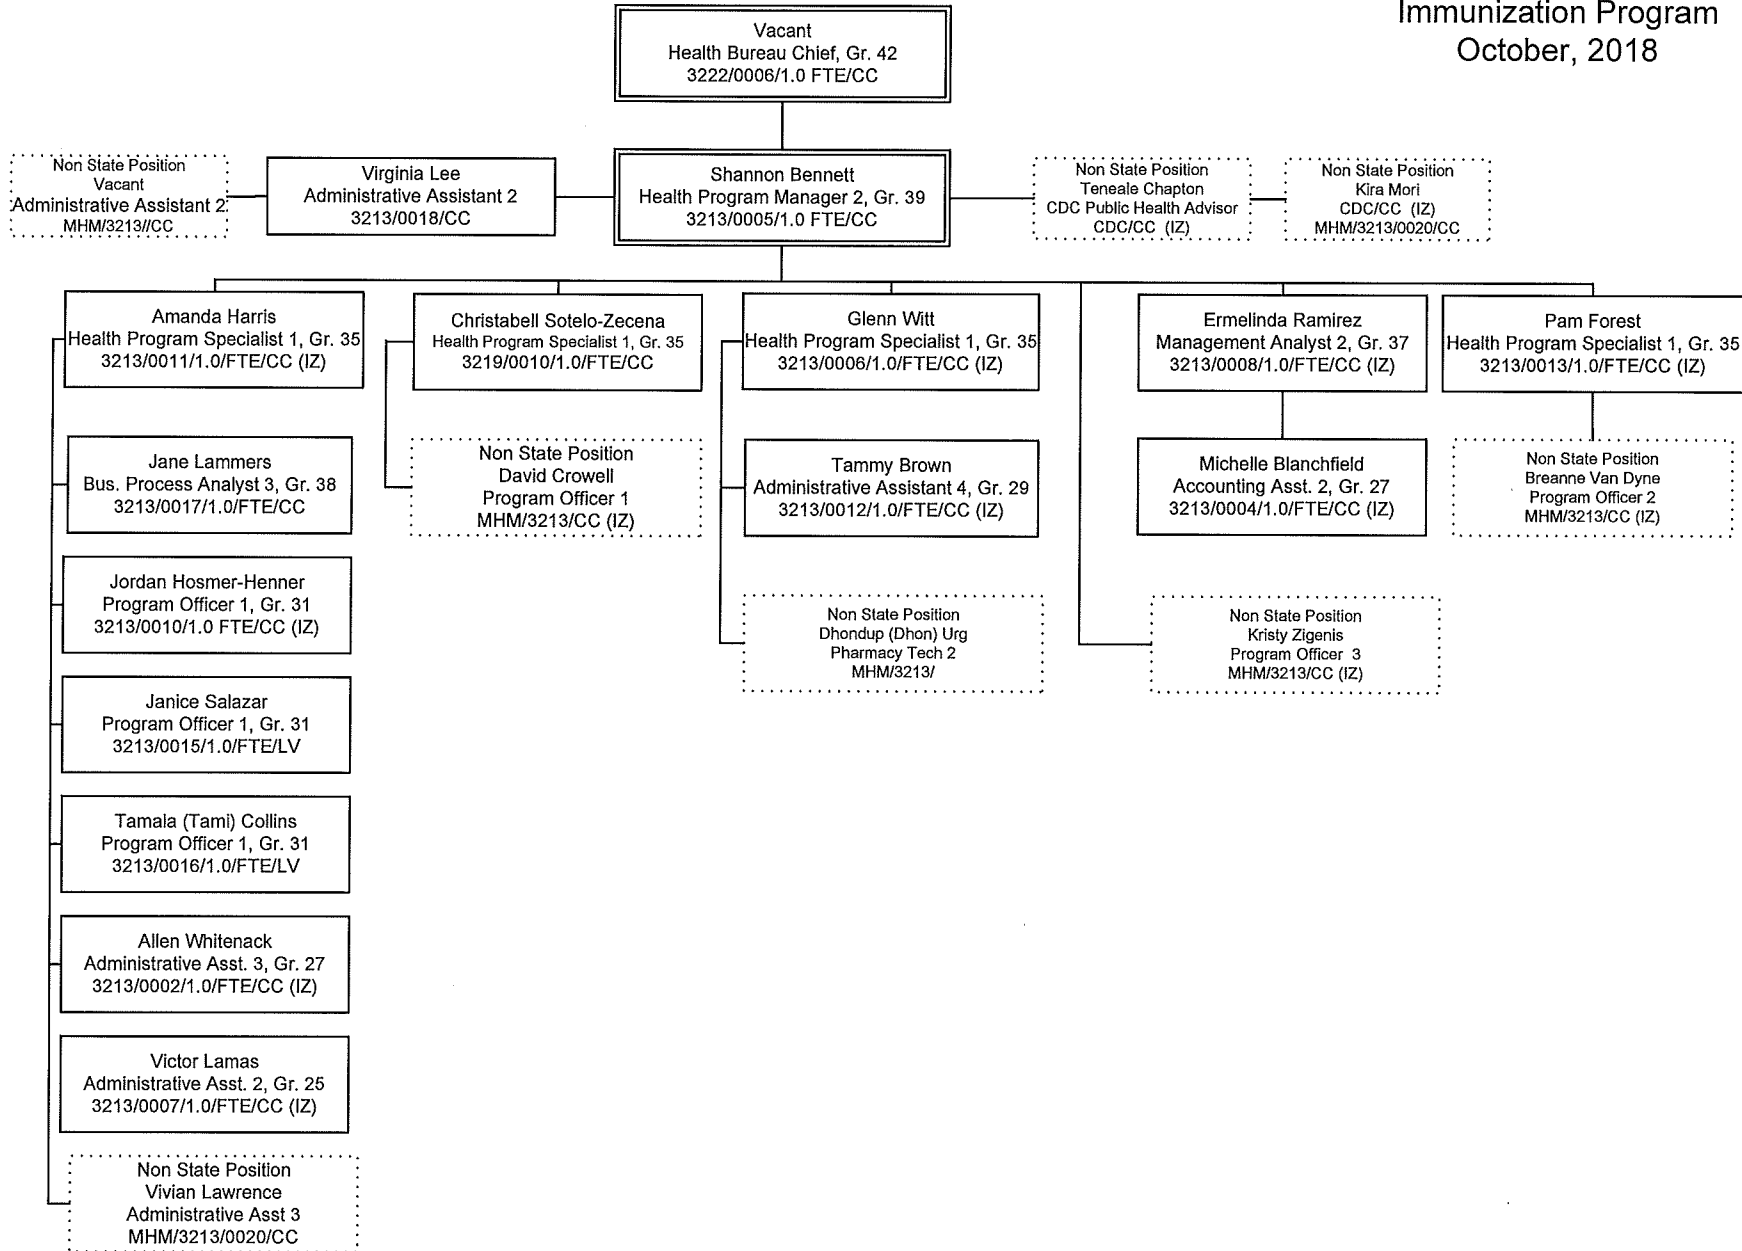 Immunization Program
October, 2018
Vacant
Health Bureau Chief, Gr. 42
3222/0006/1.0 FTE/CC
Non State Position
Vacant
Administrative Assistant 2
MHM/3213//CC
Virginia Lee
Administrative Assistant 2
3213/0018/CC
Shannon Bennett
Health Program Manager 2, Gr. 39
3213/0005/1.0 FTE/CC
Non State Position
Teneale Chapton
CDC Public Health Advisor
CDC/CC (IZ)
Non State Position
Kira Mori
CDC/CC (IZ)
MHM/3213/0020/CC
Amanda Harris
Health Program Specialist 1, Gr. 35
3213/0011/1.0/FTE/CC (IZ)
Christabell Sotelo-Zecena
Health Program Specialist 1, Gr. 35
3219/0010/1.0/FTE/CC
Glenn Witt
Health Program Specialist 1, Gr. 35
3213/0006/1.0/FTE/CC (IZ)
Ermelinda Ramirez
Management Analyst 2, Gr. 37
3213/0008/1.0/FTE/CC (IZ)
Pam Forest
Health Program Specialist 1, Gr. 35
3213/0013/1.0/FTE/CC (IZ)
Jane Lammers
Bus. Process Analyst 3, Gr. 38
3213/0017/1.0/FTE/CC
Non State Position
David Crowell
Program Officer 1
MHM/3213/CC (IZ)
Tammy Brown
Administrative Assistant 4, Gr. 29
3213/0012/1.0/FTE/CC (IZ)
Michelle Blanchfield
Accounting Asst. 2, Gr. 27
3213/0004/1.0/FTE/CC (IZ)
Non State Position
Breanne Van Dyne
Program Officer 2
MHM/3213/CC (IZ)
Jordan Hosmer-Henner
Program Officer 1, Gr. 31
3213/0010/1.0 FTE/CC (IZ)
Non State Position
Dhondup (Dhon) Urg
Pharmacy Tech 2
MHM/3213/
Non State Position
Kristy Zigenis
Program Officer 3
MHM/3213/CC (IZ)
Janice Salazar
Program Officer 1, Gr. 31
3213/0015/1.0/FTE/LV
Tamala (Tami) Collins
Program Officer 1, Gr. 31
3213/0016/1.0/FTE/LV
Allen Whitenack
Administrative Asst. 3, Gr. 27
3213/0002/1.0/FTE/CC (IZ)
Victor Lamas
Administrative Asst. 2, Gr. 25
3213/0007/1.0/FTE/CC (IZ)
Non State Position
Vivian Lawrence
Administrative Asst 3
MHM/3213/0020/CC